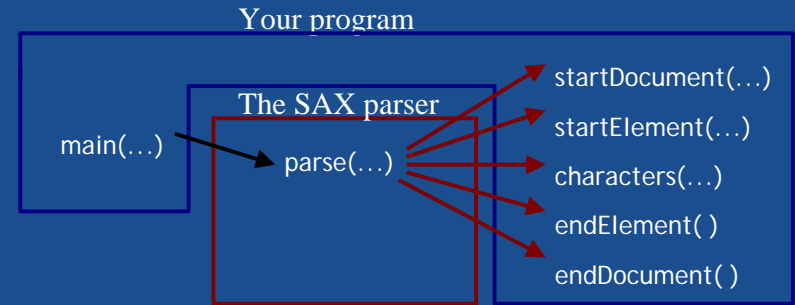 Your program
The SAX parser
main(...)
parse(...)
startDocument(...)
startElement(...)
characters(...)
endElement( )
endDocument( )